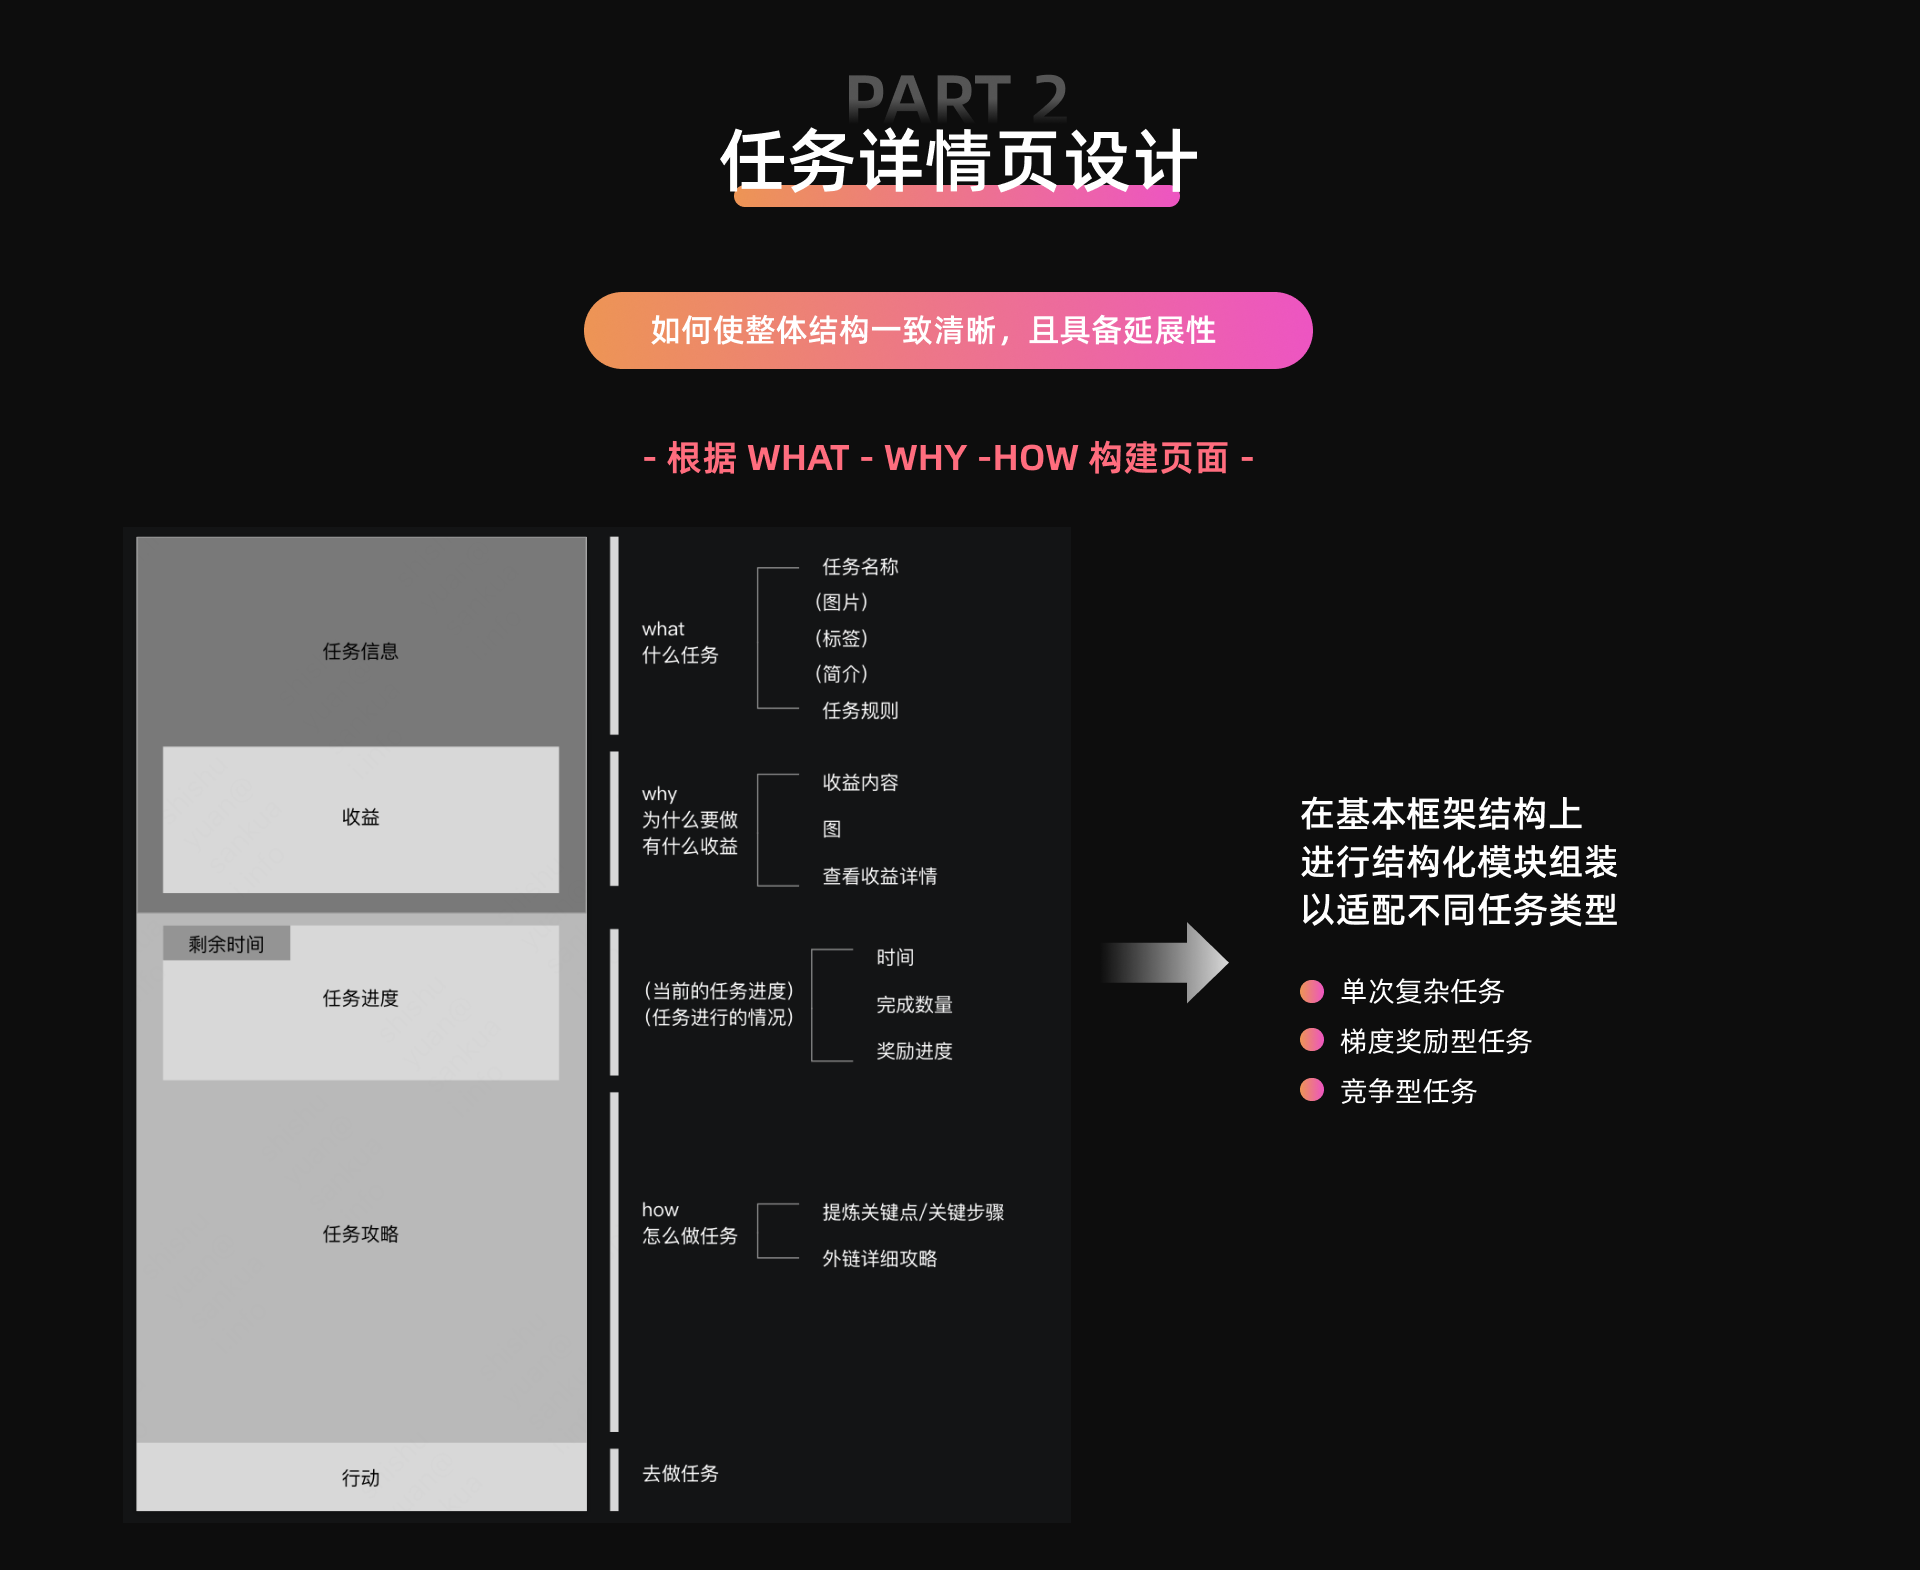 PART 2
任务详情页设计
如何使整体结构一致清晰，且具备延展性
- 根据 WHAT - WHY -HOW 构建页面 -
任务信息
收益
剩余时间
任务进度
任务攻略
行动
what
什么任务
任务名称
(图片)
(标签)
(简介)
任务规则
why
为什么要做
有什么收益
收益内容
图
查看收益详情
(当前的任务进度)
(任务进行的情况)
时间
完成数量
奖励进度
how
怎么做任务
提炼关键点/关键步骤
外链详细攻略
去做任务
在基本框架结构上
进行结构化模块组装
以适配不同任务类型
单次复杂任务
梯度奖励型任务
竞争型任务